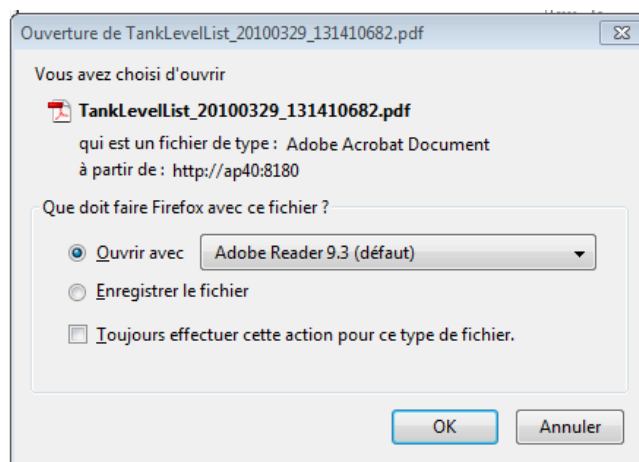 Ouverture de TankLevelList_20100329_131410682.pdf
Vous avez choisi d'ouvrir
TankLevelList_20100329_131410682.pdf
qui est un fichier de type : Adobe Acrobat Document
à partir de : http://ap40:8180
Que doit faire Firefox avec ce fichier ?
Ouvrir avec Adobe Reader 9.3 (défaut)
Enregistrer le fichier
Toujours effectuer cette action pour ce type de fichier.
OK Annuler